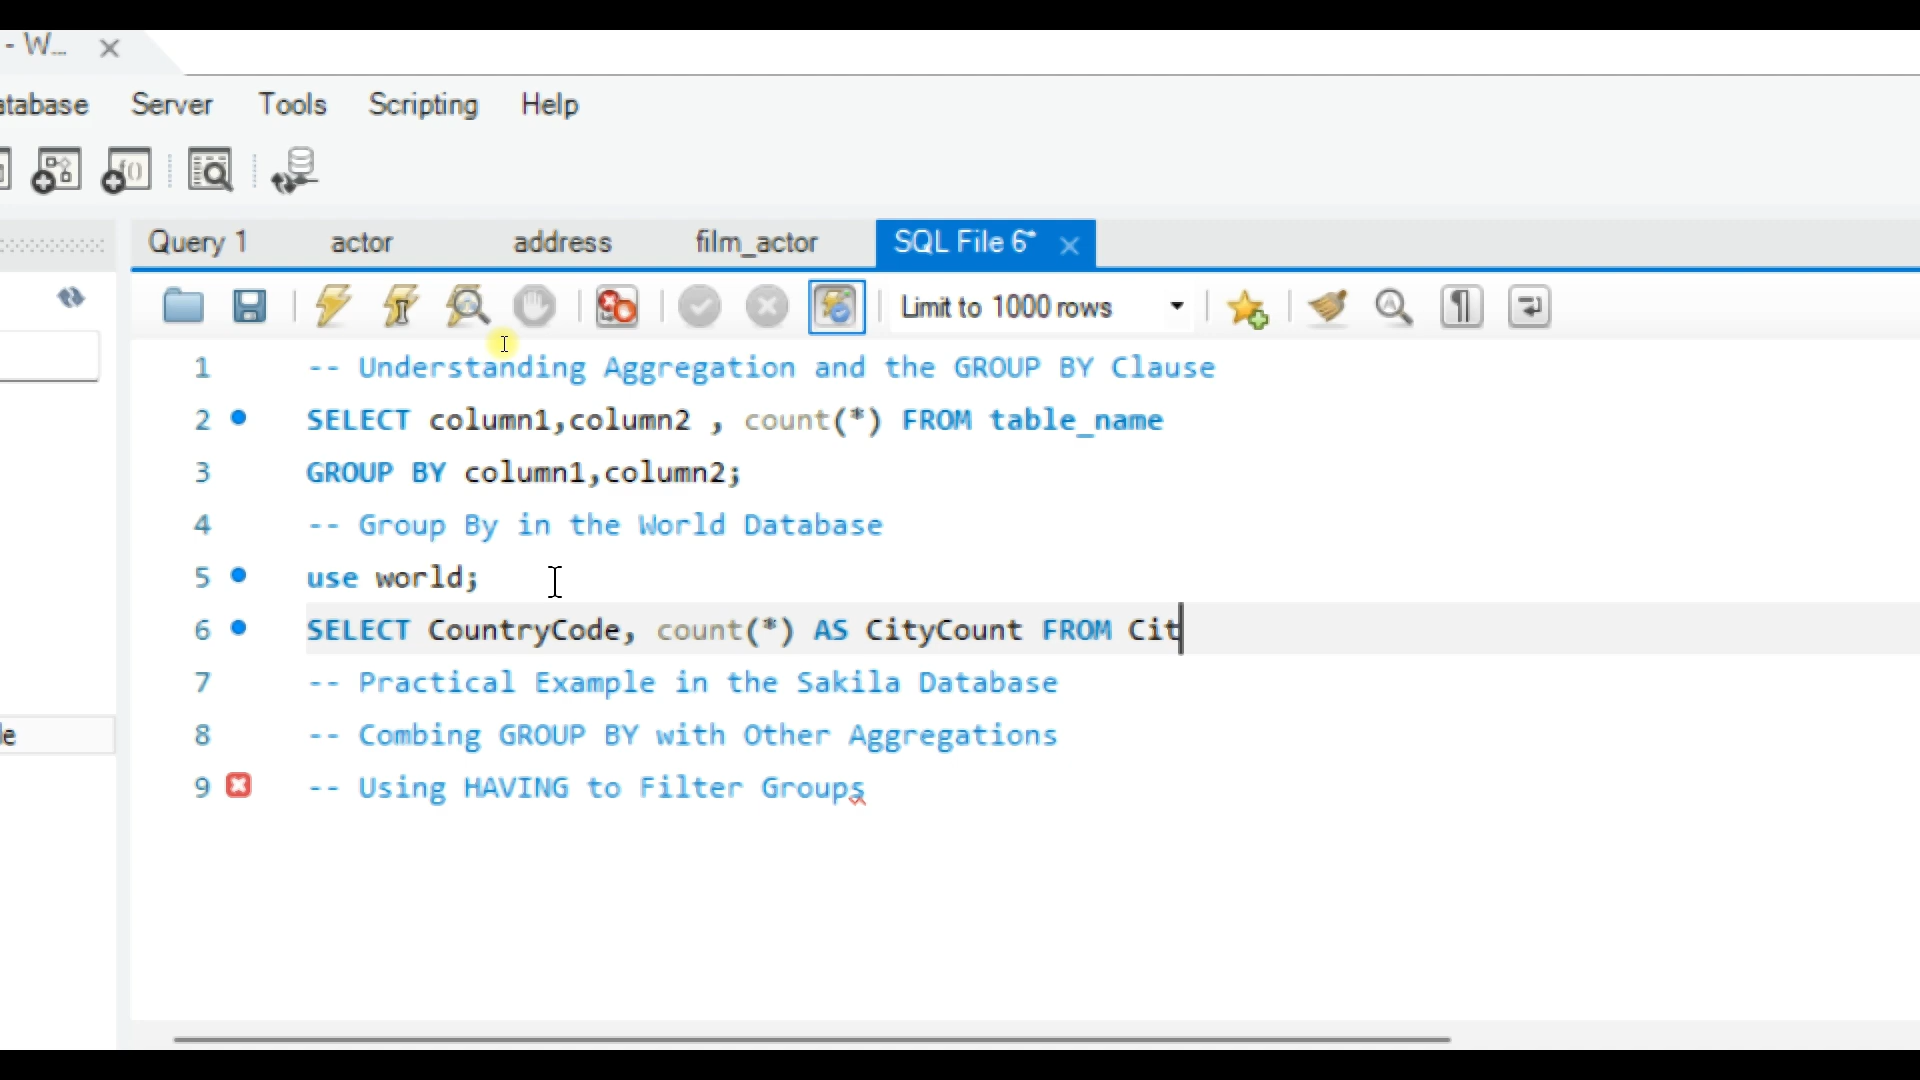 - W...
atabase Server Tools Scripting Help
Query 1 actor address film_actor SQL File 6*
Limit to 1000 rows
1 -- Understanding Aggregation and the GROUP BY Clause
2 SELECT column1,column2 , count(*) FROM table_name
3 GROUP BY column1,column2;
4 -- Group By in the World Database
5 use world;
6 SELECT CountryCode, count(*) AS CityCount FROM Cit
7 -- Practical Example in the Sakila Database
8 -- Combing GROUP BY with Other Aggregations
9 -- Using HAVING to Filter Groups